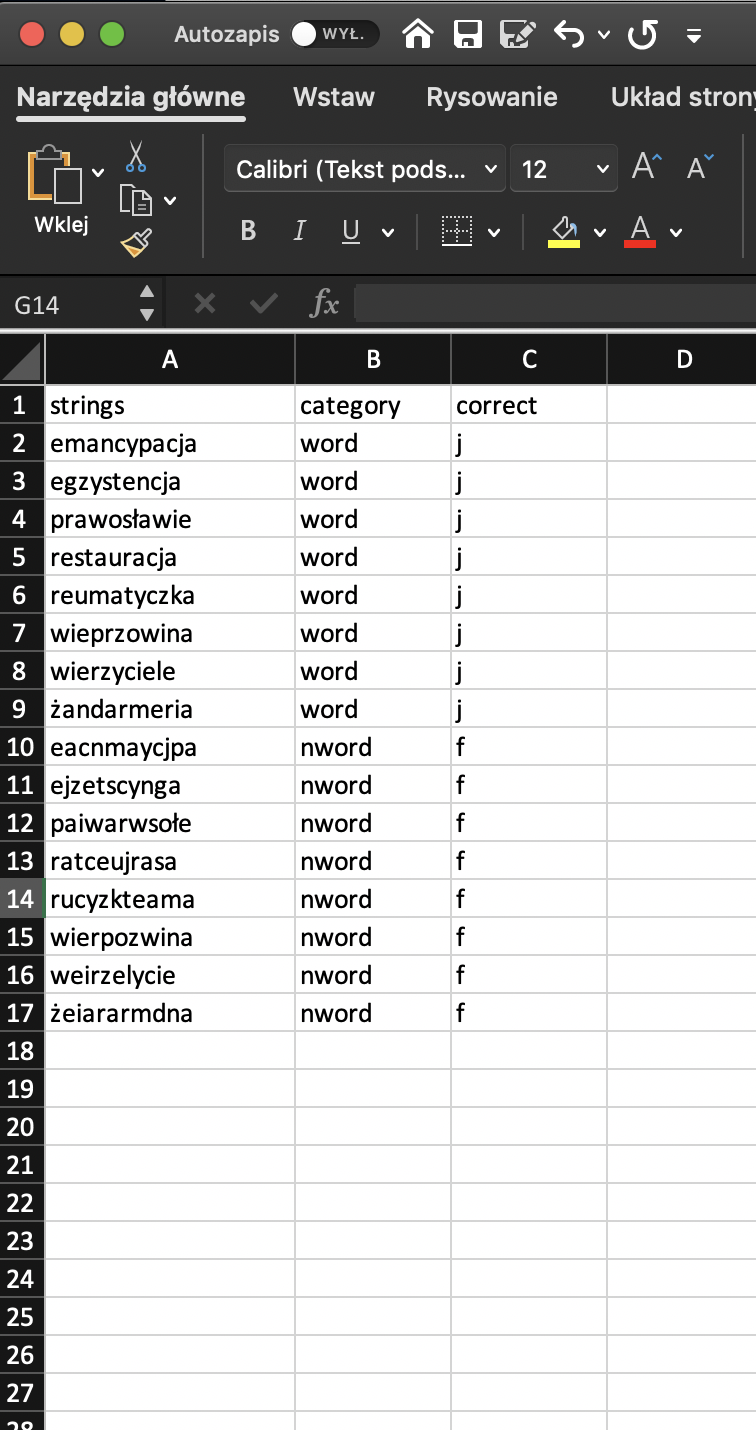 Autozapis WYŁ.
Narzędzia główne Wstaw Rysowanie Układ strony
Calibri (Tekst pods... 12 A A
Wklej B I U A
G14 fx
A B C D
1 strings category correct
2 emancypacja word j
3 egzystencja word j
4 prawosławie word j
5 restauracja word j
6 reumatyczka word j
7 wieprzowina word j
8 wierzyciele word j
9 żandarmeria word j
10 eacnmaycjpa nword f
11 ejzetscynga nword f
12 paiwarwsołe nword f
13 ratceujrasa nword f
14 rucyzkteama nword f
15 wierpozwina nword f
16 weirzelycie nword f
17 żeiararmdna nword f
18
19
20
21
22
23
24
25
26
27
28